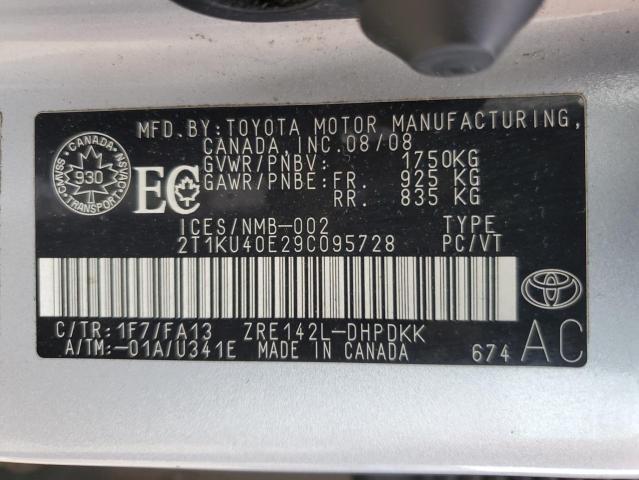 MFD.BY:TOYOTA MOTOR MANUFACTURING,
CANADA, INC.08/08
GVWR/PNBV: 1750KG
GAWR/PNBE: FR. 925 KG
RR. 835 KG
CANADA
CMVSS 930 NSVAC
TRANSPORT
EC
ICES/NMB-002 TYPE
2T1KU40E29C095728 PC/VT
C/TR:1F7/FA13 ZRE142L-DHPDKK
A/TM:-01A/U341E MADE IN CANADA 674
AC